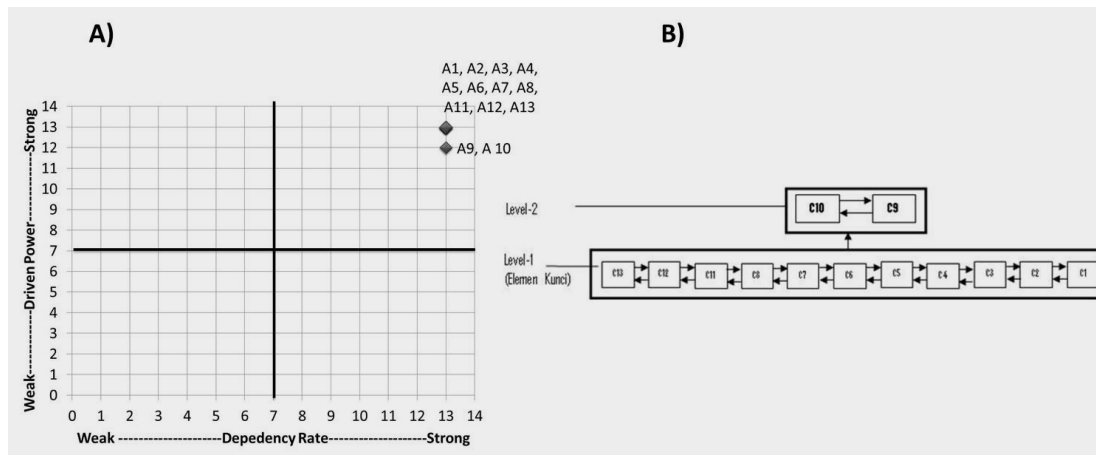 A)
A1, A2, A3, A4,
A5, A6, A7, A8,
A11, A12, A13
A9, A 10
14
13
12
11
10
9
8
7
6
5
4
3
2
1
0
Weak---------Driven Power---------Strong
0 1 2 3 4 5 6 7 8 9 10 11 12 13 14
Weak --------------------Depedency Rate-------------------Strong
B)
Level-2
C10 C9
Level-1
(Elemen Kunci)
C13 C12 C11 C8 C7 C6 C5 C4 C3 C2 C1